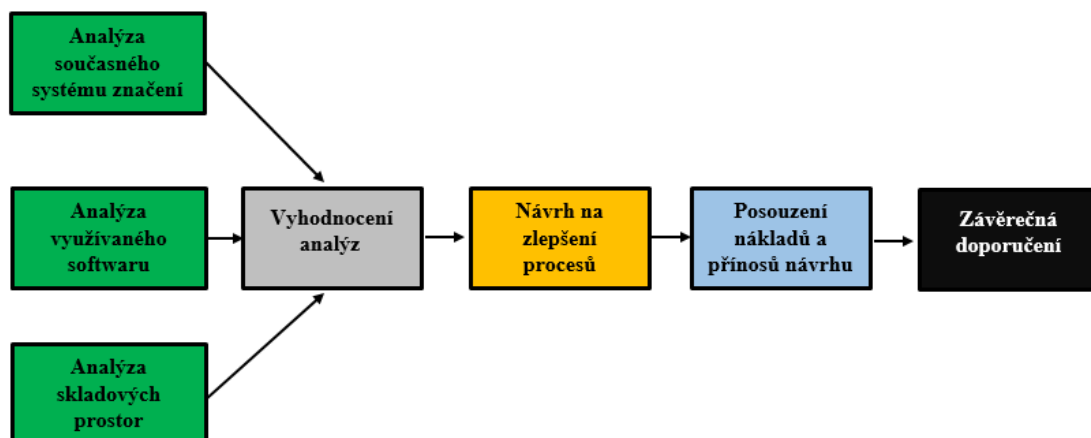 Analýza
současného
systému značení
Analýza
využívaného
softwaru
Analýza
skladových
prostor
Vyhodnocení
analýz
Návrh na
zlepšení
procesů
Posouzení
nákladů a
přínosů návrhu
Závěrečná
doporučení